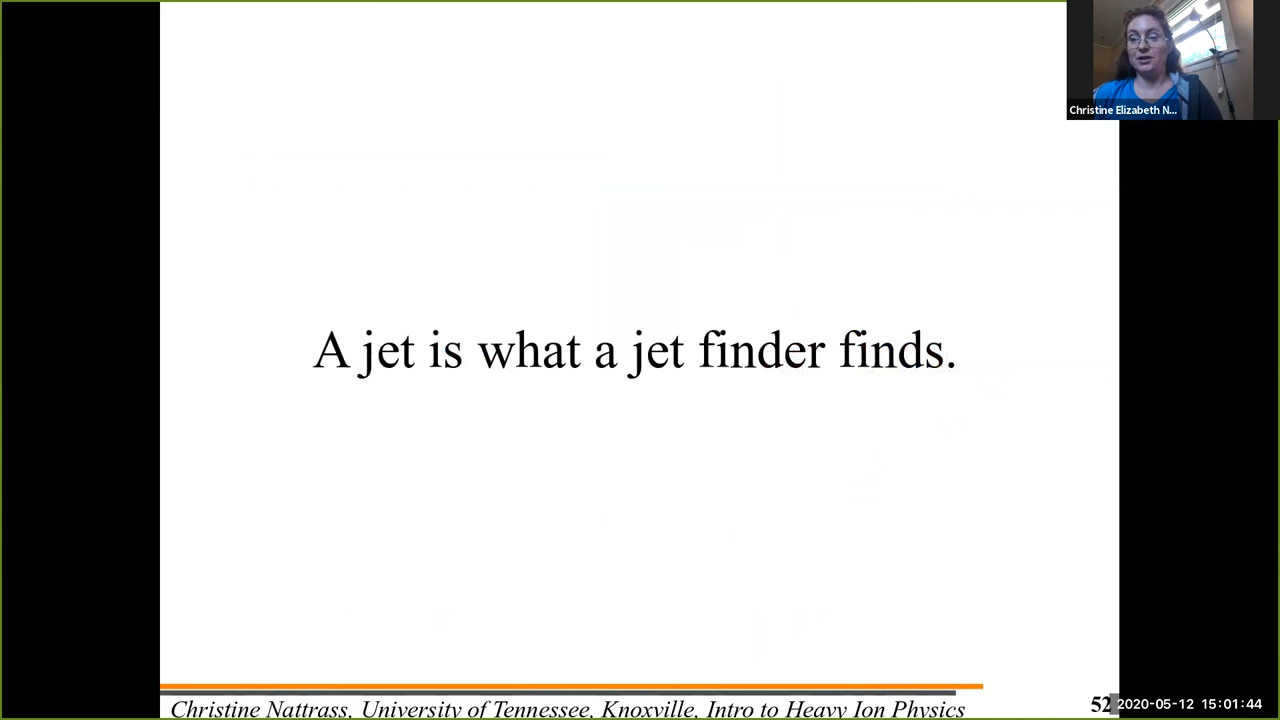 Christine Elizabeth N...
A jet is what a jet finder finds.
Christine Nattrass, University of Tennessee, Knoxville, Intro to Heavy Ion Physics
52
2020-05-12 15:01:44